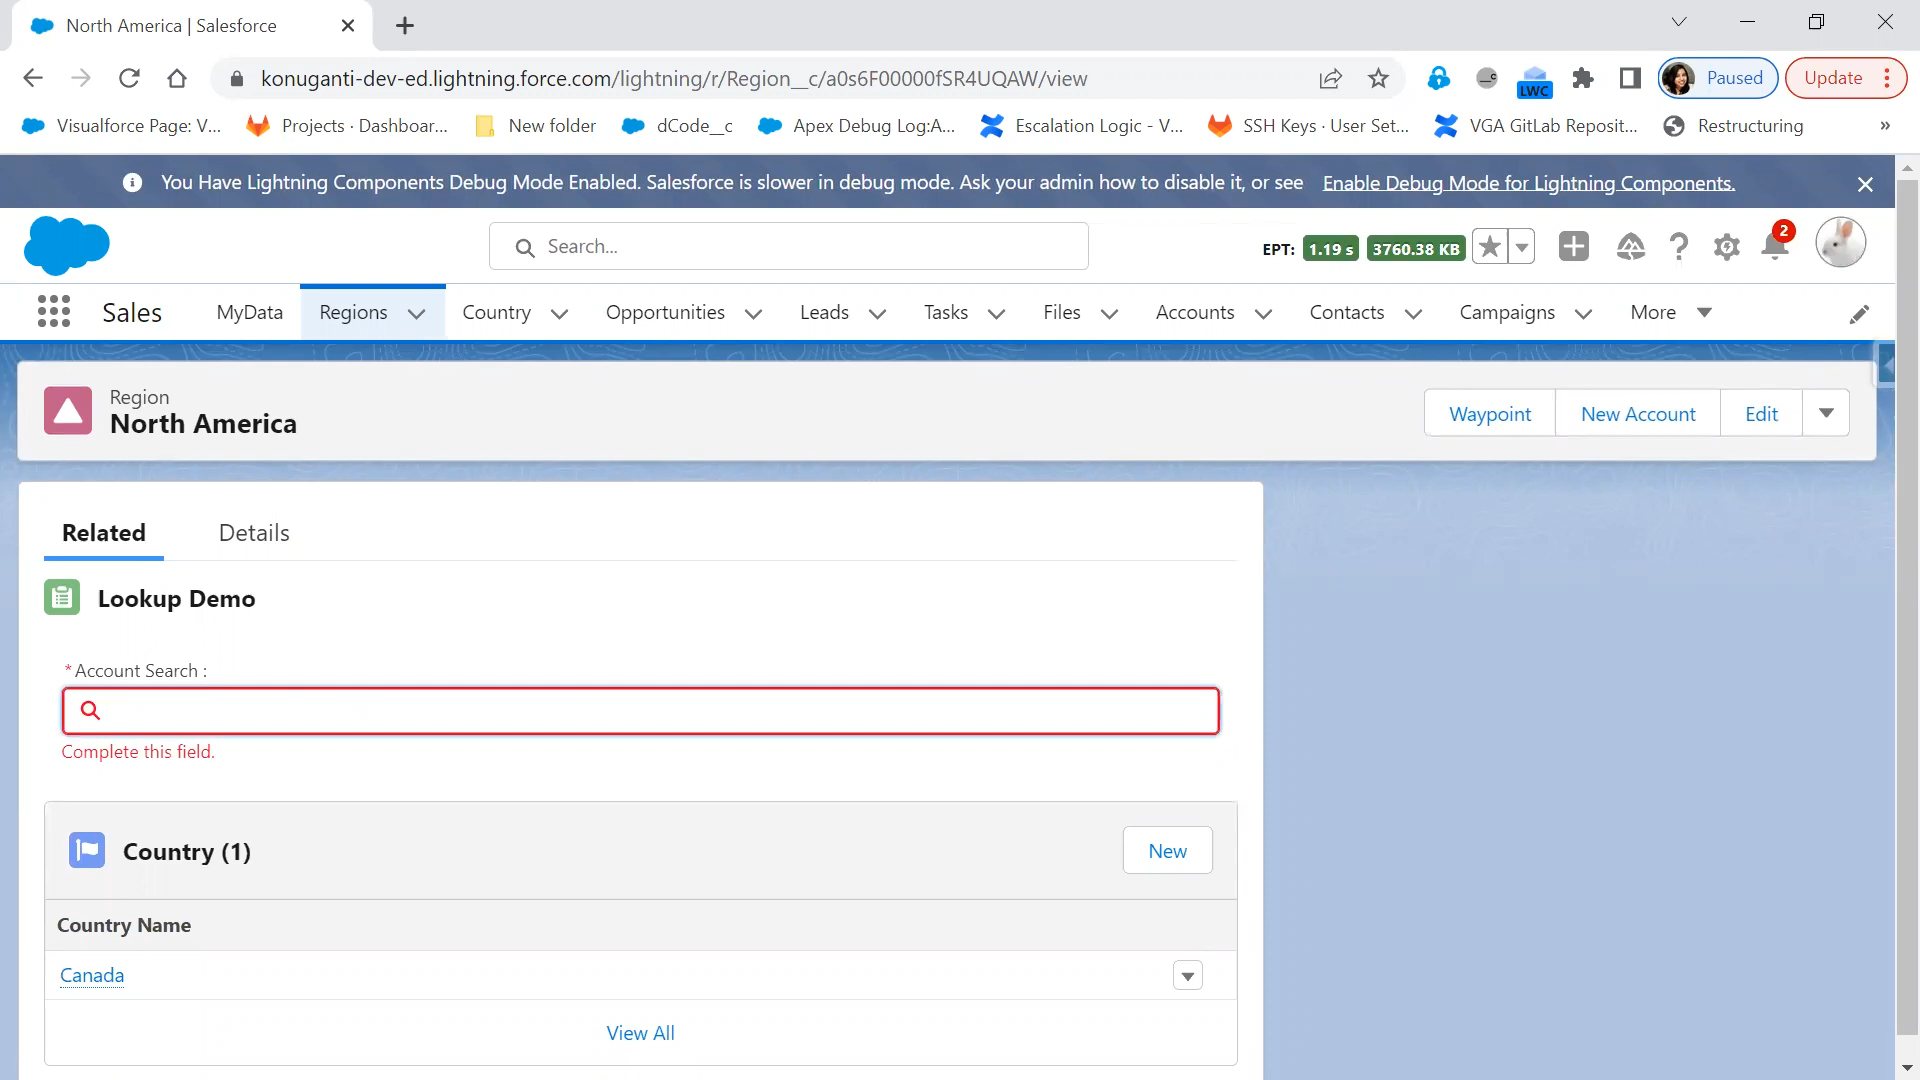 North America | Salesforce
konuganti-dev-ed.lightning.force.com/lightning/r/Region__c/a0s6F00000fSR4UQAW/view
LWC
Paused
Update
Visualforce Page: V...
Projects · Dashboar...
New folder
dCode__c
Apex Debug Log:A...
Escalation Logic - V...
SSH Keys · User Set...
VGA GitLab Reposit...
Restructuring
»
You Have Lightning Components Debug Mode Enabled. Salesforce is slower in debug mode. Ask your admin how to disable it, or see Enable Debug Mode for Lightning Components.
Search...
EPT: 1.19 s 3760.38 KB
2
Sales
MyData
Regions
Country
Opportunities
Leads
Tasks
Files
Accounts
Contacts
Campaigns
More
Region
North America
Waypoint
New Account
Edit
Related
Details
Lookup Demo
*Account Search :
Complete this field.
Country (1)
New
Country Name
Canada
View All